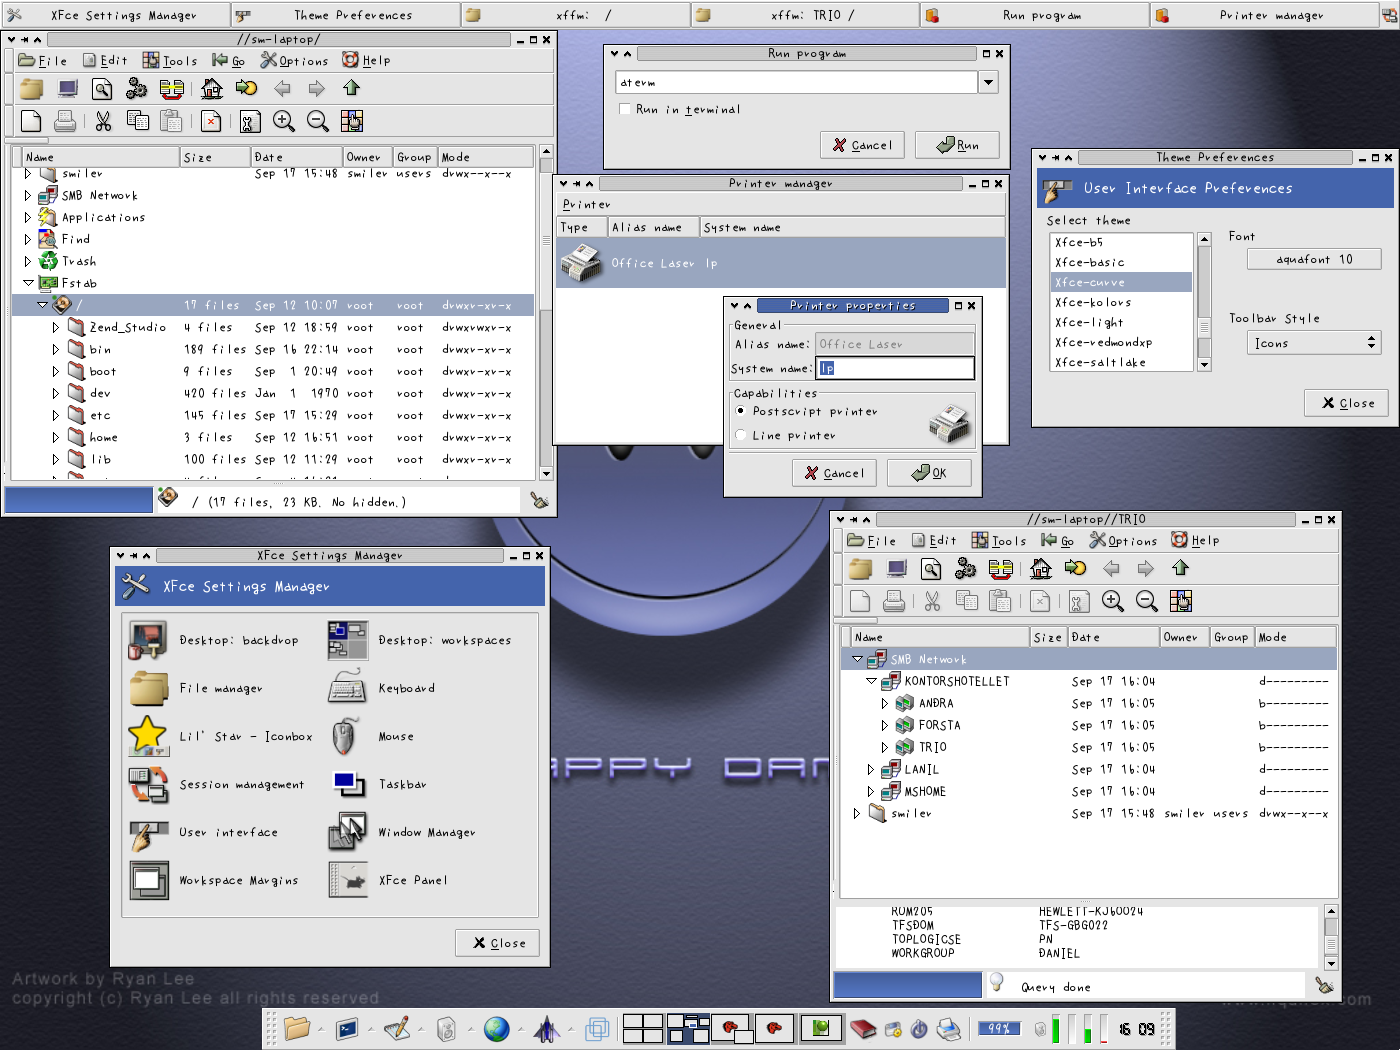 XFce Settings Manager
Theme Preferences
xffm: /
xffm: TRIO /
Run program
Printer manager
//sm-laptop/
File Edit Tools Go Options Help
Name Size Date Owner Group Mode
smiler Sep 17 15:48 smiler users drwx--x--x
SMB Network
Applications
Find
Trash
Fstab
/ 17 files Sep 12 10:07 root root drwxr-xr-x
Zend_Studio 4 files Sep 12 18:59 root root drwxrwxr-x
bin 189 files Sep 16 22:14 root root drwxr-xr-x
boot 9 files Sep 1 20:49 root root drwxr-xr-x
dev 420 files Jan 1 1970 root root drwxr-xr-x
etc 145 files Sep 17 15:29 root root drwxr-xr-x
home 3 files Sep 12 16:51 root root drwxr-xr-x
lib 100 files Sep 12 11:29 root root drwxr-xr-x
/ (17 files, 23 KB. No hidden.)
Run program
aterm
Run in terminal
Cancel Run
Printer manager
Printer
Type Alias name System name
Office Laser lp
Printer properties
General
Alias name: Office Laser
System name: lp
Capabilities
Postscript printer
Line printer
Cancel OK
Theme Preferences
User Interface Preferences
Select theme
Xfce-b5
Xfce-basic
Xfce-curve
Xfce-kolors
Xfce-light
Xfce-redmondxp
Xfce-saltlake
Font
aquafont 10
Toolbar Style
Icons
Close
XFce Settings Manager
XFce Settings Manager
Desktop: backdrop Desktop: workspaces
File manager Keyboard
Lil' Star - Iconbox Mouse
Session management Taskbar
User interface Window Manager
Workspace Margins XFce Panel
Close
//sm-laptop//TRIO
File Edit Tools Go Options Help
Name Size Date Owner Group Mode
SMB Network
KONTORSHOTELLET Sep 17 16:04 d---------
ANDRA Sep 17 16:05 b---------
FORSTA Sep 17 16:05 b---------
TRIO Sep 17 16:05 b---------
LANIL Sep 17 16:04 d---------
MSHOME Sep 17 16:04 d---------
smiler Sep 17 15:48 smiler users drwx--x--x
ROM205 HEWLETT-KJ60024
TFSDOM TFS-GBG022
TOPLOGICSE PN
WORKGROUP DANIEL
Query done
APPY DAN
Artwork by Ryan Lee
copyright (c) Ryan Lee all rights reserved
99%
16 09